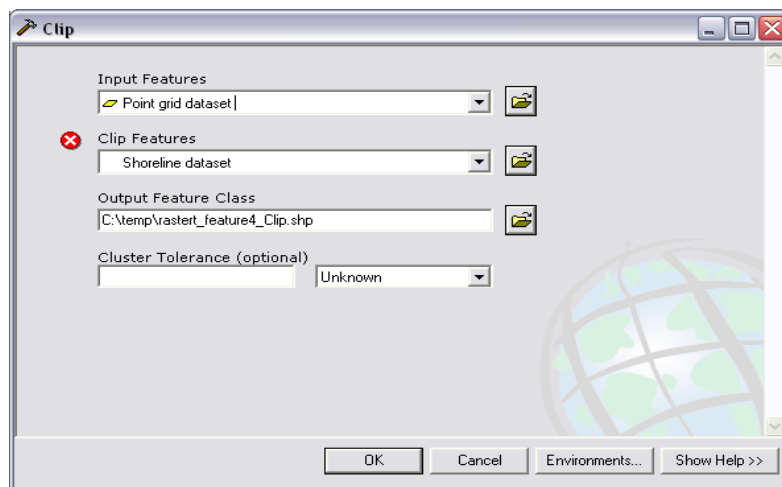 Clip
Input Features
Point grid dataset
Clip Features
Shoreline dataset
Output Feature Class
C:\temp\rastert_feature4_Clip.shp
Cluster Tolerance (optional)
Unknown
OK
Cancel
Environments...
Show Help >>